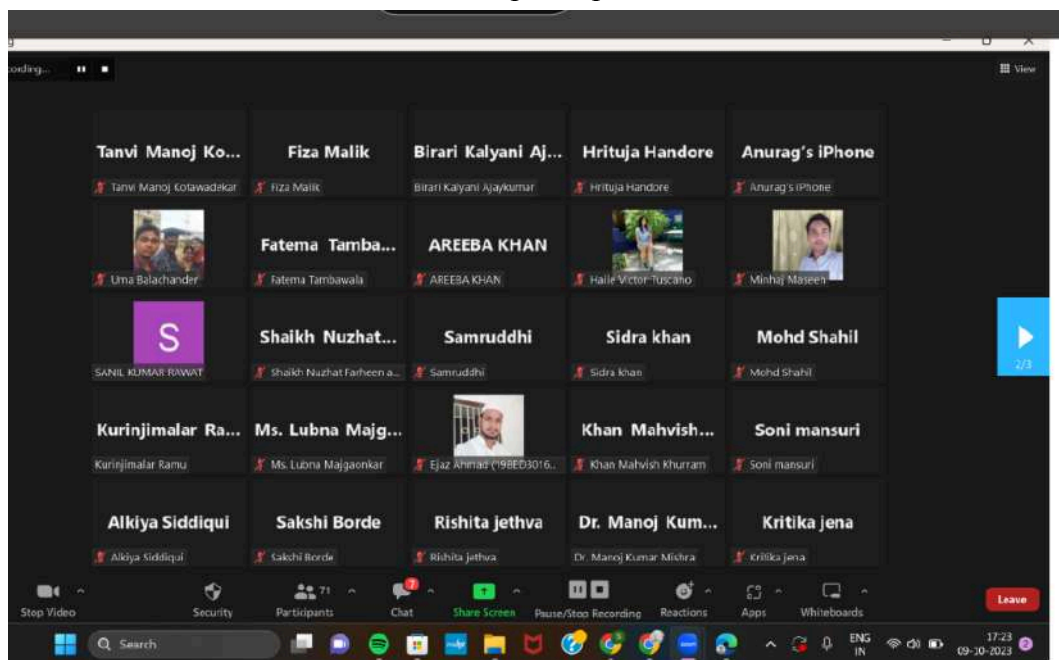 ording...
View
Tanvi Manoj Ko... Fiza Malik Birari Kalyani Aj... Hrituja Handore Anurag's iPhone
Tanvi Manoj Kotawadekar Fiza Malik Birari Kalyani Ajaykumar Hrituja Handore Anurag's iPhone
Fatema Tamba... AREEBA KHAN
Uma Balachander Fatema Tambawala AREEBA KHAN Haile Victor Tuscano Minhaj Maseen
S Shaikh Nuzhat... Samruddhi Sidra khan Mohd Shahil
2/3
SANIL KUMAR RAWAT Shaikh Nuzhat Farheen a... Samruddhi Sidra khan Mohd Shahil
Kurinjimalar Ra... Ms. Lubna Majg... Khan Mahvish... Soni mansuri
Kurinjimalar Ramu Ms. Lubna Majgaonkar Ejaz Ahmad (19BED3016... Khan Mahvish Khurram Soni mansuri
Alkiya Siddiqui Sakshi Borde Rishita jethva Dr. Manoj Kum... Kritika jena
Alkiya Siddiqui Sakshi Borde Rishita jethva Dr. Manoj Kumar Mishra Kritika jena
71 7
Stop Video Security Participants Chat Share Screen Pause/Stop Recording Reactions Apps Whiteboards Leave
Search ENG 17:23
IN 09-10-2023 2